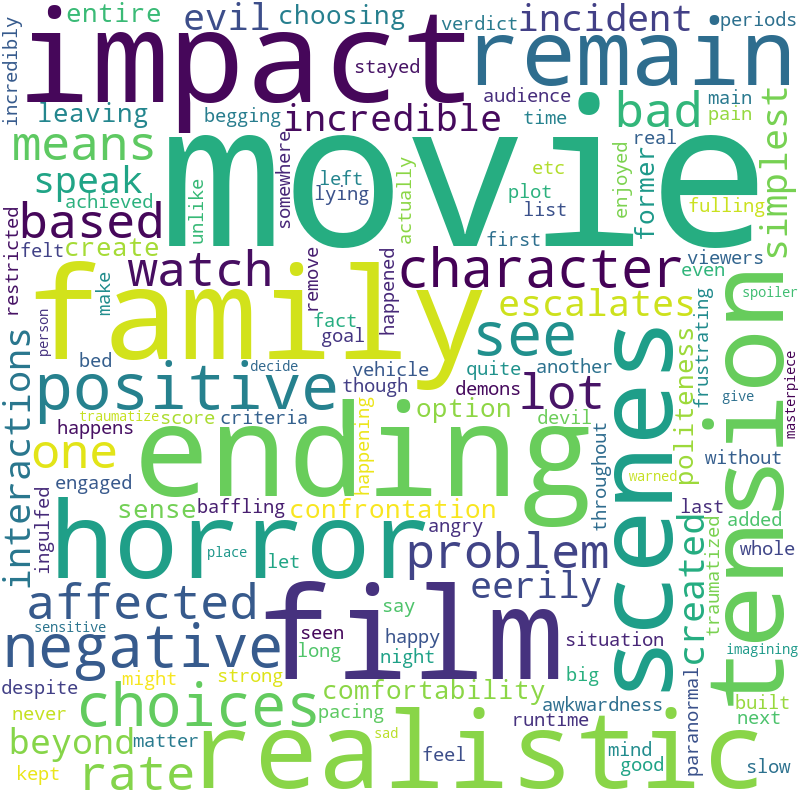 entire
evil
choosing
verdict
incident
periods
incredibly
impact
stayed
remain
leaving
begging
incredible
audience
time
bad
main
pain
simplest
means
movie
real
somewhere
left
lying
etc
plot
list
enjoyed
former
fulling
speak
achieved
unlike
actually
based
first
restricted
felt
create
watch
remove
happened
character
viewers
even
family
make
fact
goal
see
escalates
tension
spoiler
person
interactions
bed
decide
vehicle
quite
another
scenes
politeness
frustrating
give
masterpiece
positive
though
demons
lot
traumatize
score
criteria
option
happens
ending
happening
devil
throughout
one
engaged
without
warned
sense
baffling
confrontation
last
added
ingulfed
horror
angry
problem
whole
place
let
created
traumatized
affected
eerily
sensitive
film
say
seen
happy
situation
imagining
negative
long
night
despite
might
strong
big
choices
comfortability
paranormal
built
never
pacing
awkwardness
runtime
next
beyond
matter
realistic
sad
feel
mind
good
slow
kept
rate